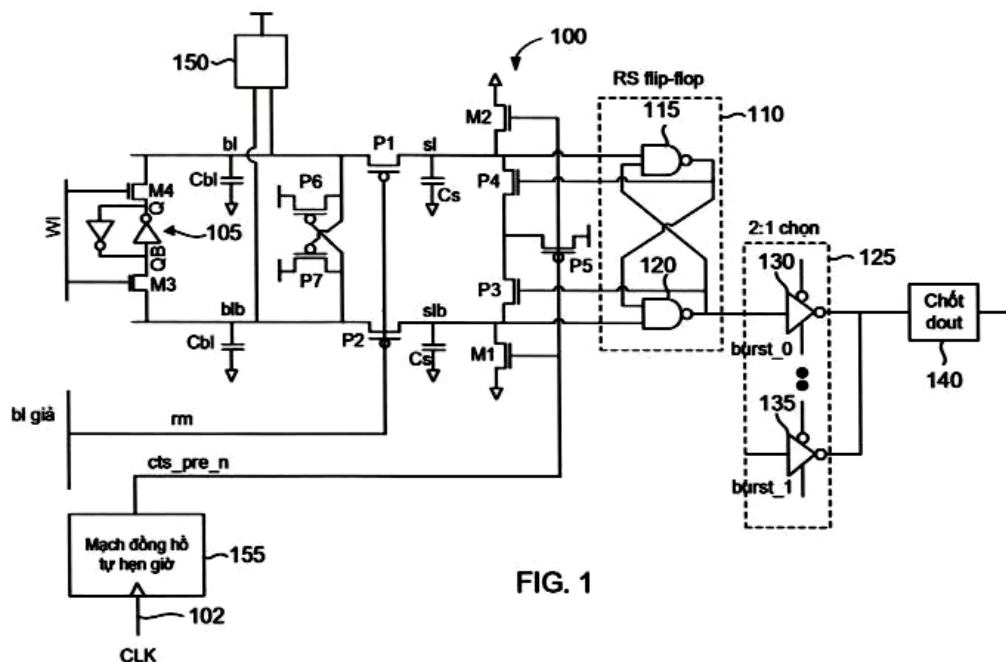 100
RS flip-flop
150
115
110
M2
bl
P1
sl
P6
P4
Cbl
Cs
M4
Q
Wl
105
2:1 chọn
QB
P5
P7
120
125
M3
P3
130
blb
slb
P2
Chốt
dout
Cbl
Cs
M1
burst_0
140
bl giả
rm
135
cts_pre_n
burst_1
Mạch đồng hồ
tự hẹn giờ
155
FIG. 1
102
CLK